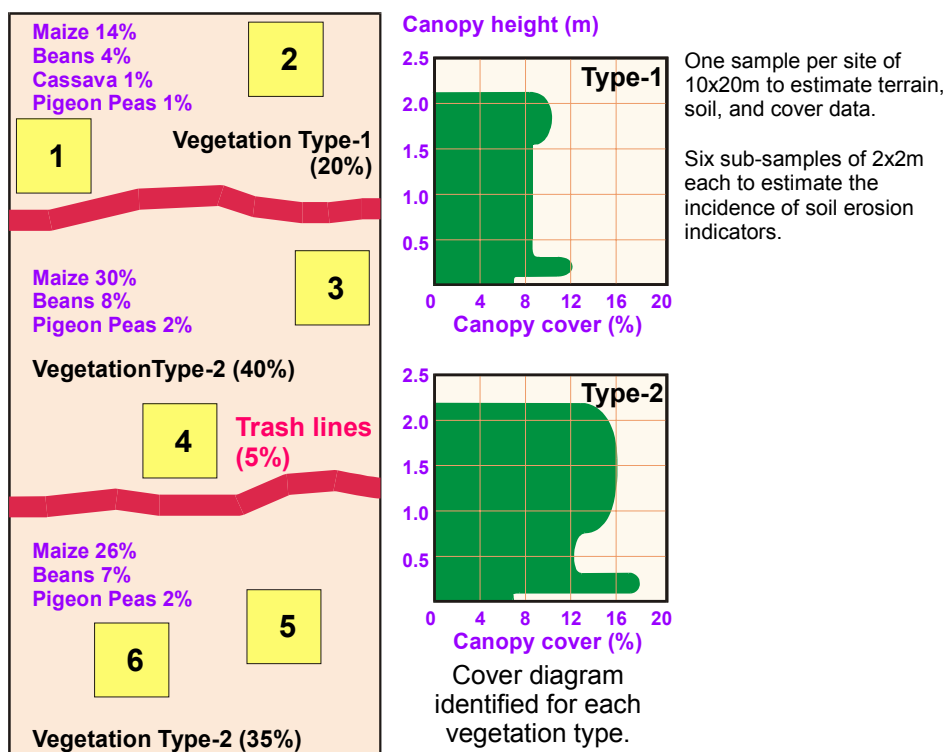 Maize 14%
Beans 4%
Cassava 1%
Pigeon Peas 1%
2
1
Vegetation Type-1
(20%)
Maize 30%
Beans 8%
Pigeon Peas 2%
3
VegetationType-2 (40%)
4
Trash lines
(5%)
Maize 26%
Beans 7%
Pigeon Peas 2%
5
6
Vegetation Type-2 (35%)
Canopy height (m)
2.5
Type-1
2.0
1.5
1.0
0.5
0 4 8 12 16 20
Canopy cover (%)
2.5
Type-2
2.0
1.5
1.0
0.5
0 4 8 12 16 20
Canopy cover (%)
Cover diagram
identified for each
vegetation type.
One sample per site of
10x20m to estimate terrain,
soil, and cover data.
Six sub-samples of 2x2m
each to estimate the
incidence of soil erosion
indicators.